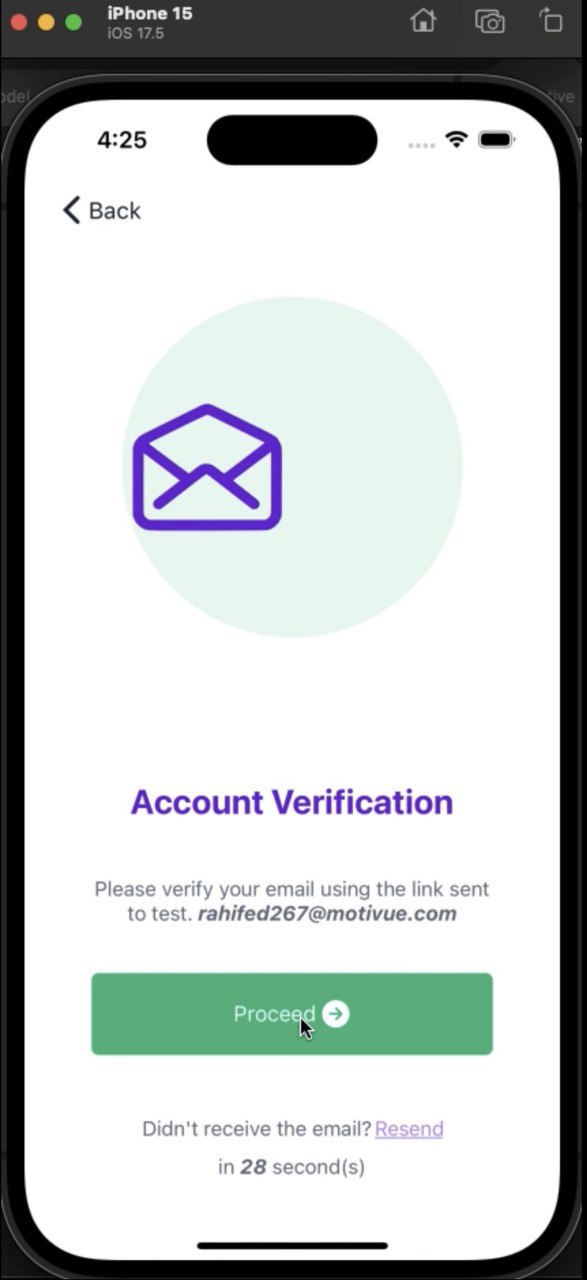 iPhone 15
iOS 17.5
odel
tive
4:25
Back
Account Verification
Please verify your email using the link sent
to test. rahifed267@motivue.com
Proceed
Didn't receive the email? Resend
in 28 second(s)